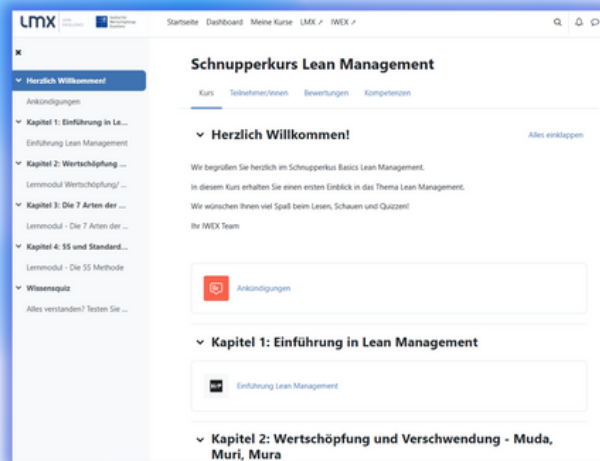 LMX
Startseite Dashboard Meine Kurse LMX IWEX
Herzlich Willkommen!
Ankündigungen
Kapitel 1: Einführung in Le...
Einführung Lean Management
Kapitel 2: Wertschöpfung ...
Lernmodul Wertschöpfung/ ...
Kapitel 3: Die 7 Arten der ...
Lernmodul - Die 7 Arten der ...
Kapitel 4: 5S und Standard...
Lernmodul - Die 5S Methode
Wissensquiz
Alles verstanden? Testen Sie ...
Schnupperkurs Lean Management
Kurs Teilnehmer/innen Bewertungen Kompetenzen
Herzlich Willkommen!
Alles einklappen
Wir begrüßen Sie herzlich im Schnupperkus Basics Lean Management.
In diesem Kurs erhalten Sie einen ersten Einblick in das Thema Lean Management.
Wir wünschen Ihnen viel Spaß beim Lesen, Schauen und Quizzen!
Ihr IWEX Team
Ankündigungen
Kapitel 1: Einführung in Lean Management
H5P
Einführung Lean Management
Kapitel 2: Wertschöpfung und Verschwendung - Muda,
Muri, Mura